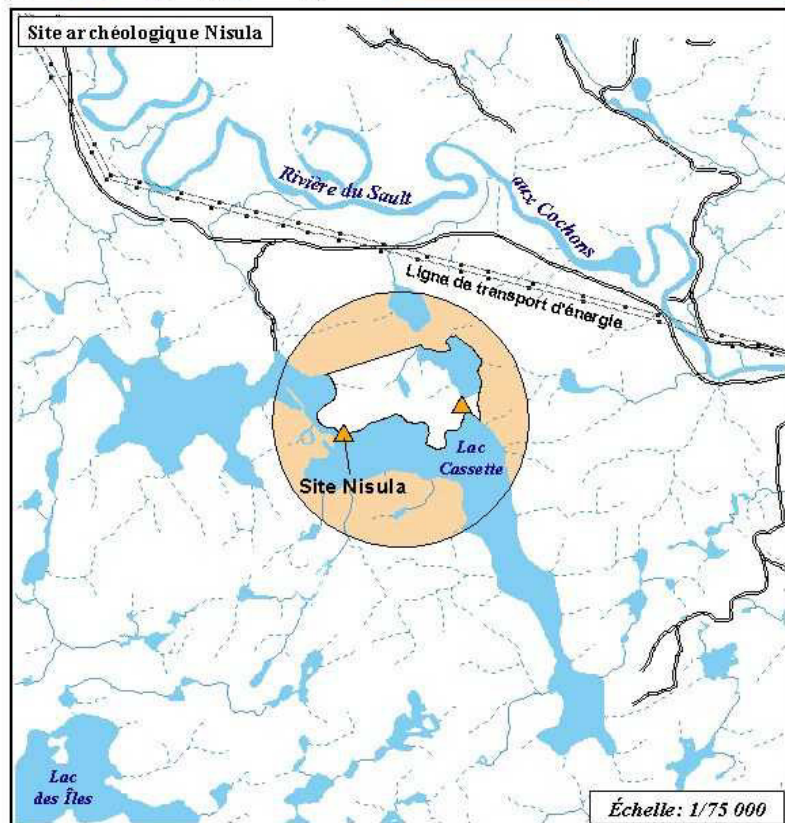 Site archéologique Nisula
Rivière du Sault
aux Cochons
Ligne de transport d'énergie
Lac
Cassette
Site Nisula
Lac
des Îles
Échelle: 1/75 000